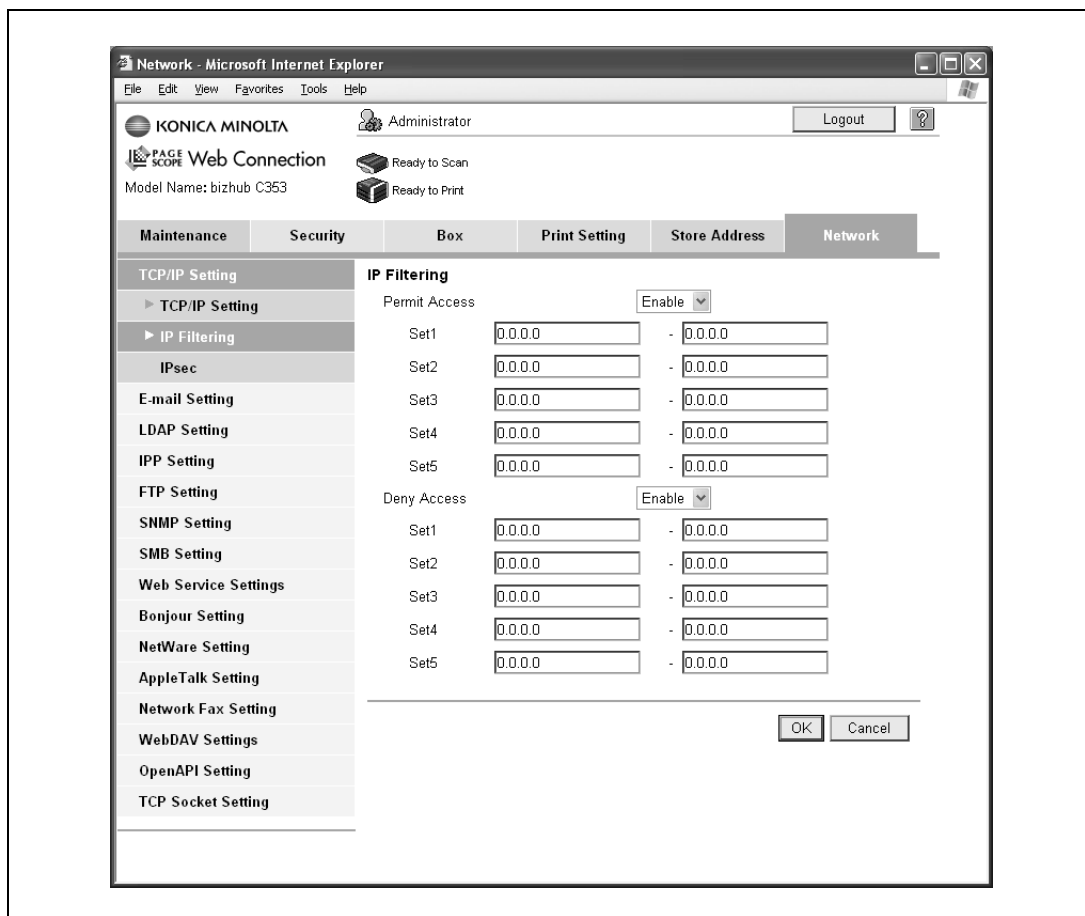 Network - Microsoft Internet Explorer
File Edit View Favorites Tools Help
KONICA MINOLTA
Administrator
Logout
?
PAGE SCOPE Web Connection
Ready to Scan
Model Name: bizhub C353
Ready to Print
Maintenance Security Box Print Setting Store Address Network
TCP/IP Setting
TCP/IP Setting
IP Filtering
IPsec
E-mail Setting
LDAP Setting
IPP Setting
FTP Setting
SNMP Setting
SMB Setting
Web Service Settings
Bonjour Setting
NetWare Setting
AppleTalk Setting
Network Fax Setting
WebDAV Settings
OpenAPI Setting
TCP Socket Setting
IP Filtering
Permit Access Enable
Set1 0.0.0.0 - 0.0.0.0
Set2 0.0.0.0 - 0.0.0.0
Set3 0.0.0.0 - 0.0.0.0
Set4 0.0.0.0 - 0.0.0.0
Set5 0.0.0.0 - 0.0.0.0
Deny Access Enable
Set1 0.0.0.0 - 0.0.0.0
Set2 0.0.0.0 - 0.0.0.0
Set3 0.0.0.0 - 0.0.0.0
Set4 0.0.0.0 - 0.0.0.0
Set5 0.0.0.0 - 0.0.0.0
OK Cancel